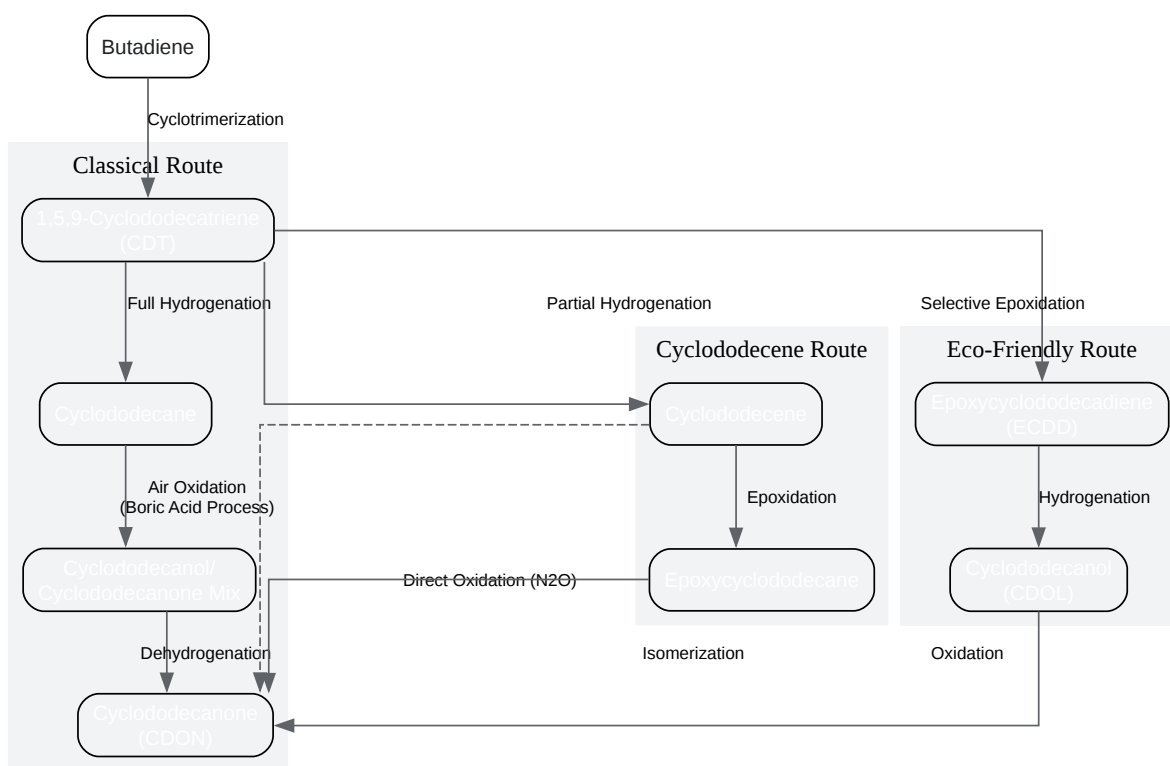 Butadiene
Cyclotrimerization
Classical Route
1,5,9-Cyclododecatriene
(CDT)
Full Hydrogenation
Partial Hydrogenation
Selective Epoxidation
Cyclododecene Route
Eco-Friendly Route
Cyclododecane
Cyclododecene
Epoxycyclododecadiene
(ECDD)
Air Oxidation
(Boric Acid Process)
Epoxidation
Hydrogenation
Cyclododecanol/
Cyclododecanone Mix
Direct Oxidation (N2O)
Epoxycyclododecane
Cyclododecanol
(CDOL)
Dehydrogenation
Isomerization
Oxidation
Cyclododecanone
(CDON)